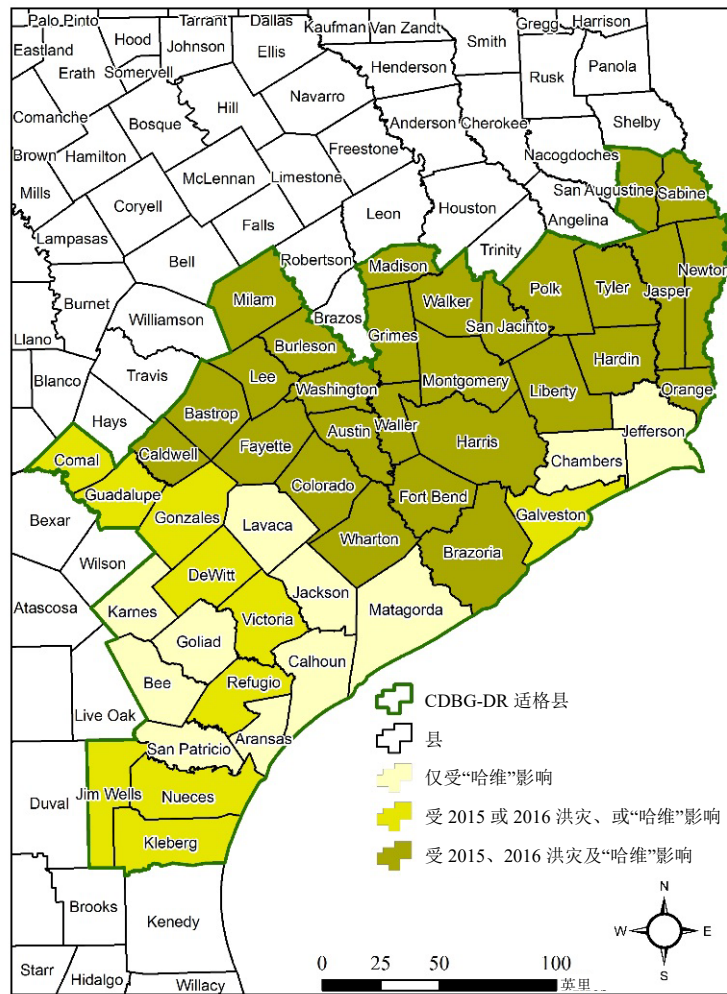 Palo Pinto
Tarrant
Dallas
Kaufman
Van Zandt
Gregg
Harrison
Hood
Johnson
Ellis
Smith
Eastland
Erath
Somervell
Henderson
Rusk
Panola
Hill
Navarro
Comanche
Bosque
Anderson
Cherokee
Shelby
Freestone
Nacogdoches
Brown
Hamilton
McLennan
Limestone
San Augustine
Sabine
Mills
Coryell
Leon
Houston
Angelina
Falls
Lampasas
Trinity
Bell
Robertson
Madison
Newton
Milam
Walker
Polk
Tyler
Jasper
Burnet
Williamson
Brazos
San Jacinto
Grimes
Llano
Burleson
Hardin
Blanco
Travis
Lee
Washington
Montgomery
Liberty
Orange
Hays
Bastrop
Austin
Waller
Jefferson
Caldwell
Fayette
Harris
Comal
Chambers
Guadalupe
Colorado
Fort Bend
Bexar
Gonzales
Galveston
Lavaca
Wharton
Brazoria
Wilson
DeWitt
Jackson
Atascosa
Karnes
Victoria
Matagorda
Goliad
Calhoun
Bee
Refugio
Live Oak
Aransas
San Patricio
Duval
Jim Wells
Nueces
Kleberg
Brooks
Kenedy
Starr
Hidalgo
Willacy
CDBG-DR 适格县
县
仅受“哈维”影响
受 2015 或 2016 洪灾、或“哈维”影响
受 2015、2016 洪灾及“哈维”影响
N
W E
S
0 25 50 100
英里